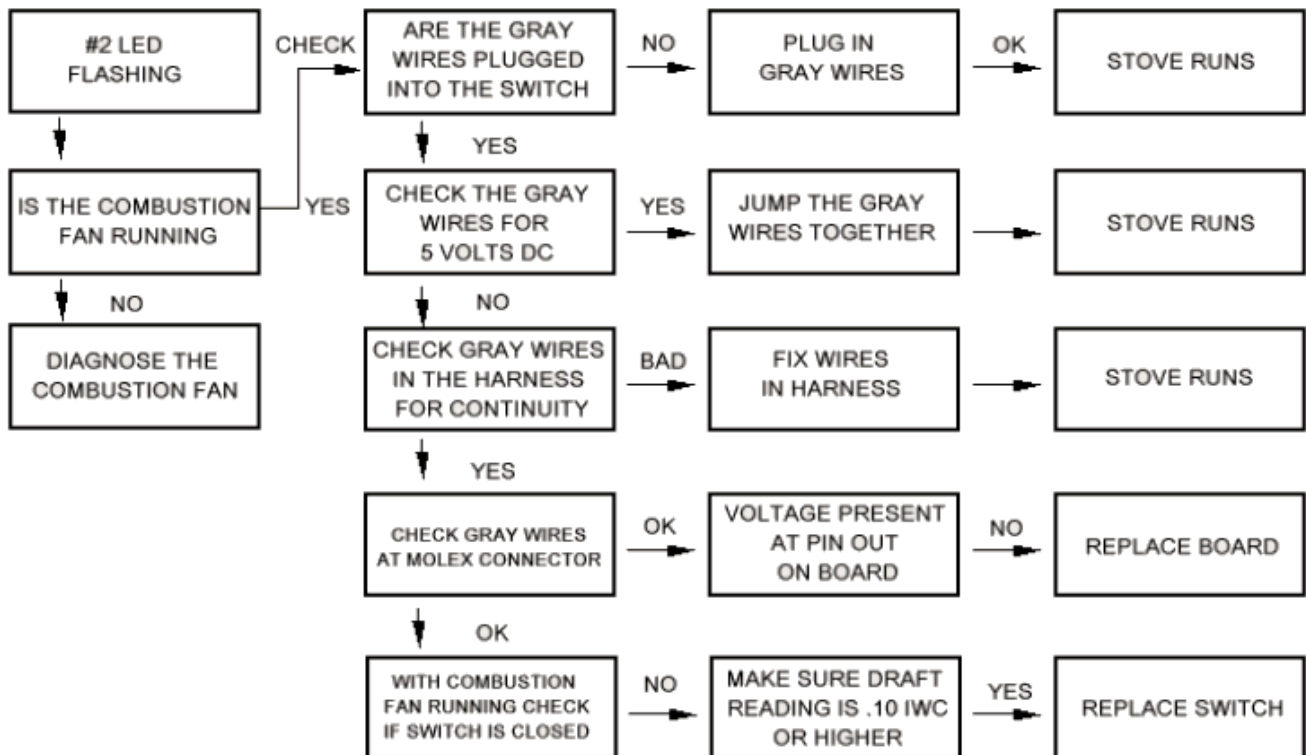 #2 LED
FLASHING
CHECK
ARE THE GRAY
WIRES PLUGGED
INTO THE SWITCH
NO
PLUG IN
GRAY WIRES
OK
STOVE RUNS
YES
IS THE COMBUSTION
FAN RUNNING
YES
CHECK THE GRAY
WIRES FOR
5 VOLTS DC
YES
JUMP THE GRAY
WIRES TOGETHER
STOVE RUNS
NO
NO
DIAGNOSE THE
COMBUSTION FAN
CHECK GRAY WIRES
IN THE HARNESS
FOR CONTINUITY
BAD
FIX WIRES
IN HARNESS
STOVE RUNS
YES
CHECK GRAY WIRES
AT MOLEX CONNECTOR
OK
VOLTAGE PRESENT
AT PIN OUT
ON BOARD
NO
REPLACE BOARD
OK
WITH COMBUSTION
FAN RUNNING CHECK
IF SWITCH IS CLOSED
NO
MAKE SURE DRAFT
READING IS .10 IWC
OR HIGHER
YES
REPLACE SWITCH